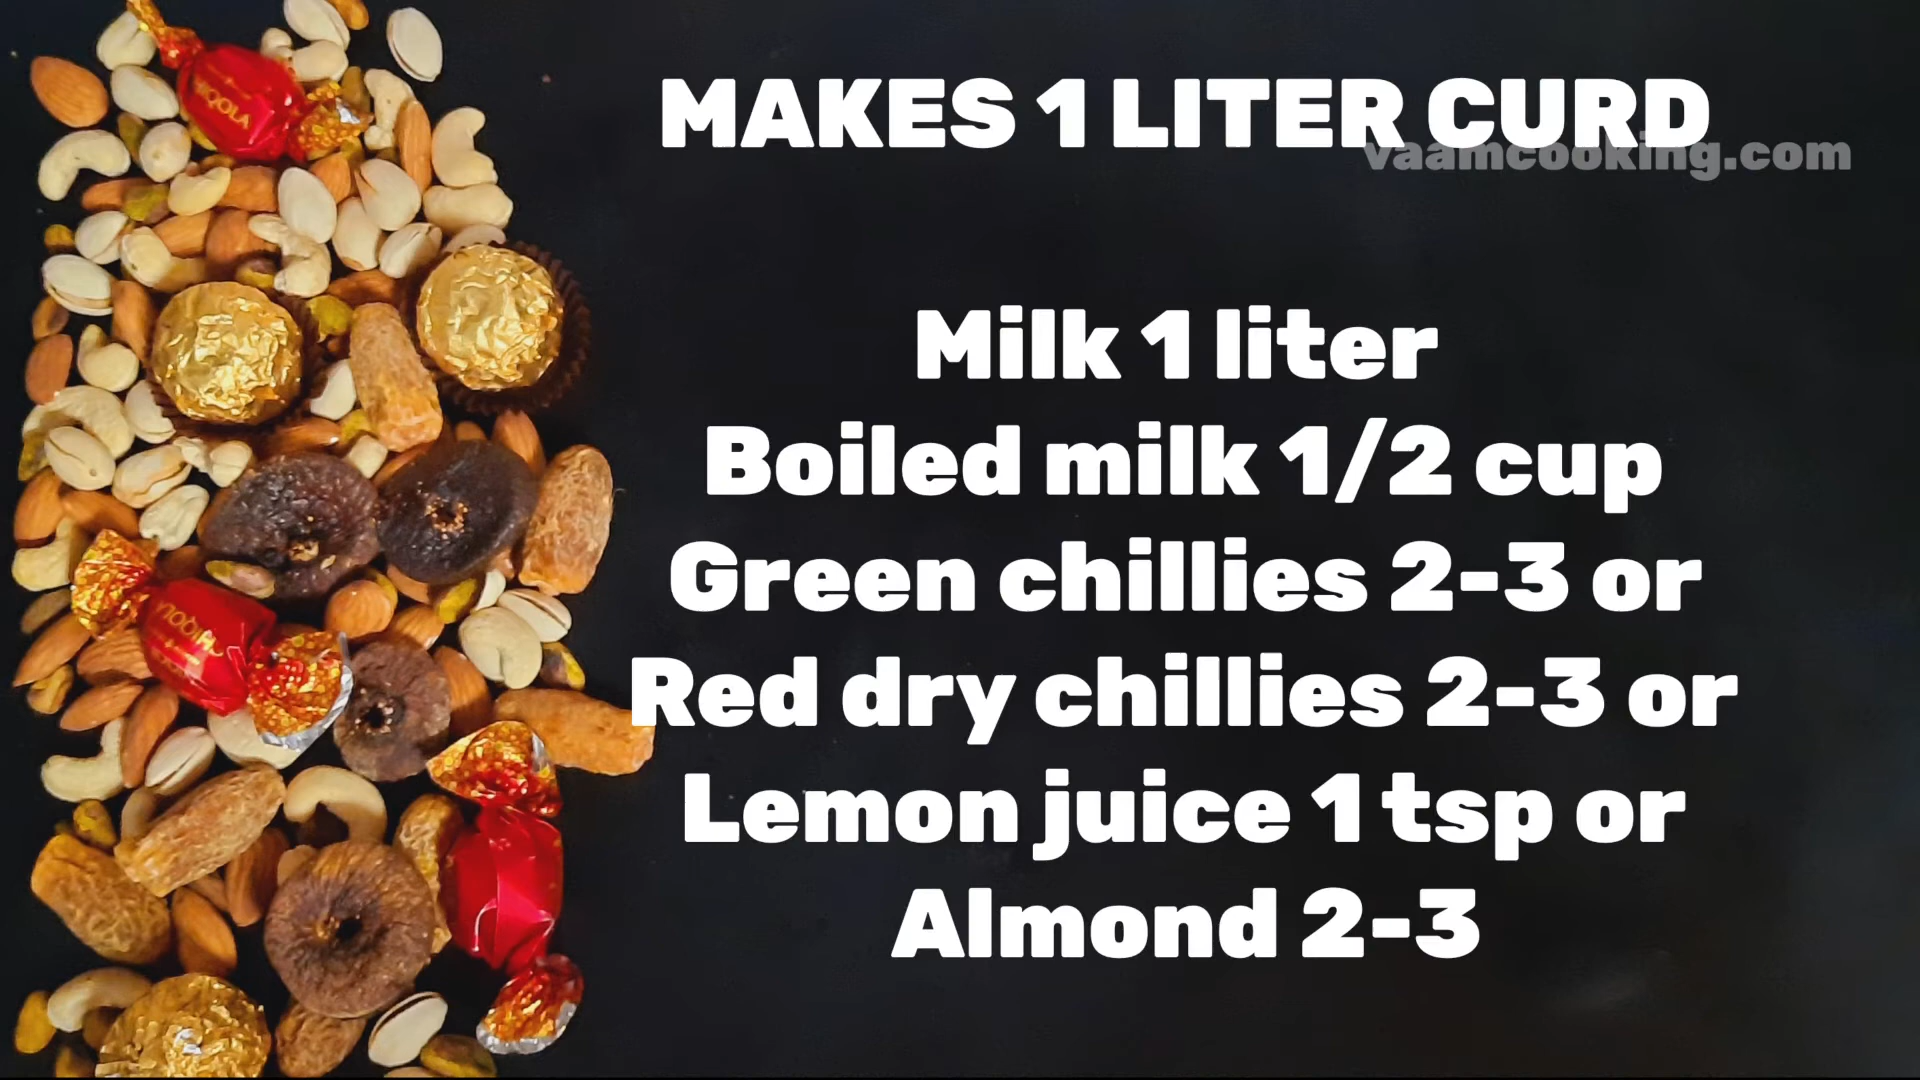 MAKES 1 LITER CURD
vaamcooking.com
Milk 1 liter
Boiled milk 1/2 cup
Green chillies 2-3 or
Red dry chillies 2-3 or
Lemon juice 1 tsp or
Almond 2-3